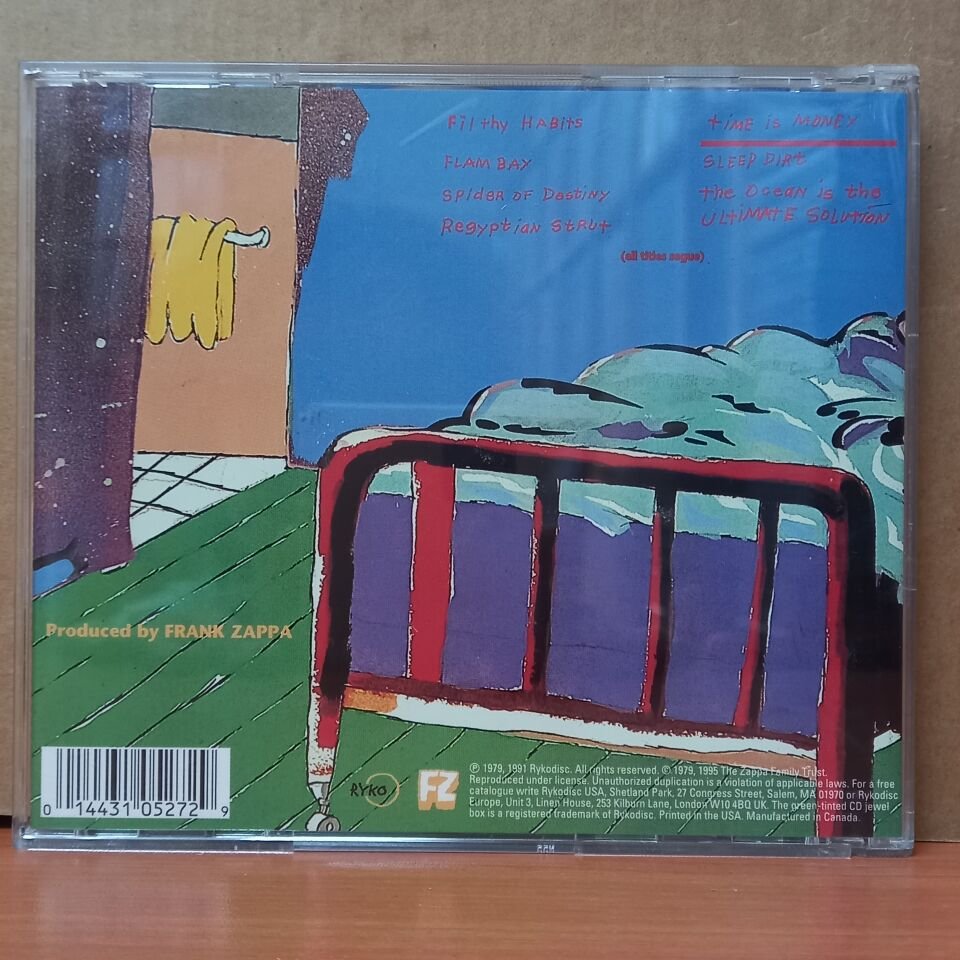 Filthy HABits
FLAM BAY
SpideR OF Destiny
Regyptian StRut
time is MONEY
SLEEP DIRt
the Ocean is the
ULTIMATE SOLUtION
(all titles segue)
Produced by FRANK ZAPPA
0 14431 05272 9
RYKO
FZ
℗ 1979, 1991 Rykodisc. All rights reserved. © 1979, 1995 The Zappa Family Trust.
Reproduced under license. Unauthorized duplication is a violation of applicable laws. For a free
catalogue write Rykodisc USA, Shetland Park, 27 Congress Street, Salem, MA 01970 or Rykodisc
Europe, Unit 3, Linen House, 253 Kilburn Lane, London W10 4BQ UK. The green-tinted CD jewel
box is a registered trademark of Rykodisc. Printed in the USA. Manufactured in Canada.